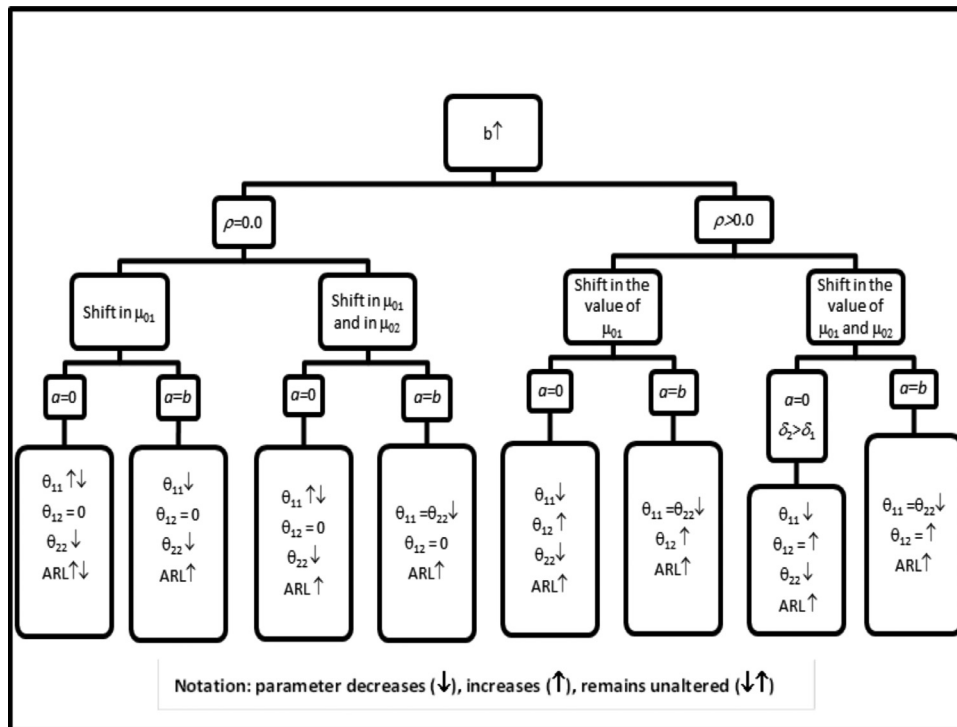 b↑
ρ=0.0
ρ>0.0
Shift in μ₀₁
Shift in μ₀₁
and in μ₀₂
Shift in the
value of
μ₀₁
Shift in the
value of
μ₀₁ and μ₀₂
a=0
a=b
a=0
a=b
a=0
a=b
a=0
δ₂>δ₁
a=b
θ₁₁ ↑↓
θ₁₂ = 0
θ₂₂ ↓
ARL↑↓
θ₁₁↓
θ₁₂ = 0
θ₂₂↓
ARL↑
θ₁₁ ↑↓
θ₁₂ = 0
θ₂₂ ↓
ARL ↑
θ₁₁ =θ₂₂↓
θ₁₂ = 0
ARL↑
θ₁₁↓
θ₁₂ ↑
θ₂₂↓
ARL↑
θ₁₁ =θ₂₂↓
θ₁₂ ↑
ARL↑
θ₁₁ ↓
θ₁₂ = ↑
θ₂₂ ↓
ARL ↑
θ₁₁ =θ₂₂↓
θ₁₂ = ↑
ARL↑
Notation: parameter decreases (↓), increases (↑), remains unaltered (↓↑)